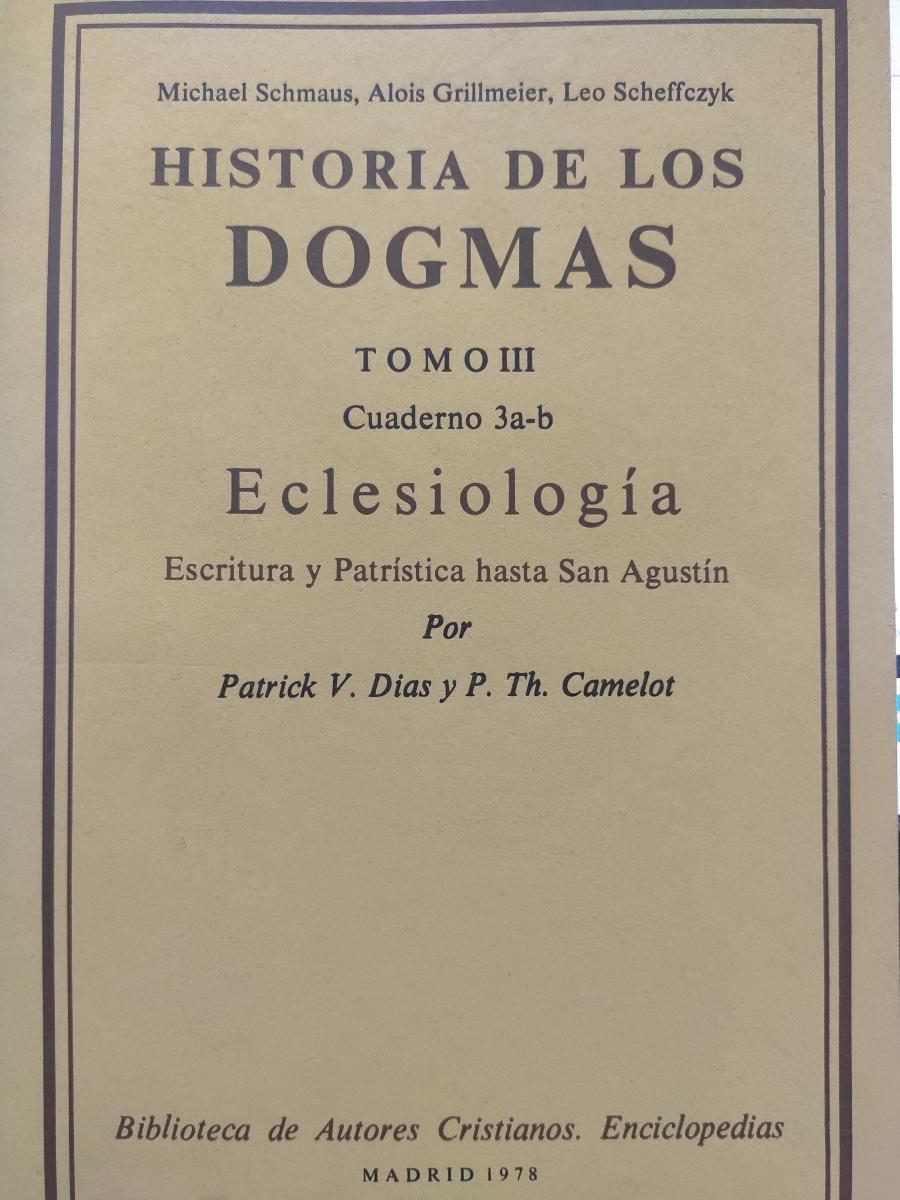 Michael Schmaus, Alois Grillmeier, Leo Scheffczyk
HISTORIA DE LOS
DOGMAS
TOMO III
Cuaderno 3a-b
Eclesiología
Escritura y Patrística hasta San Agustín
Por
Patrick V. Dias y P. Th. Camelot
Biblioteca de Autores Cristianos. Enciclopedias
MADRID 1978